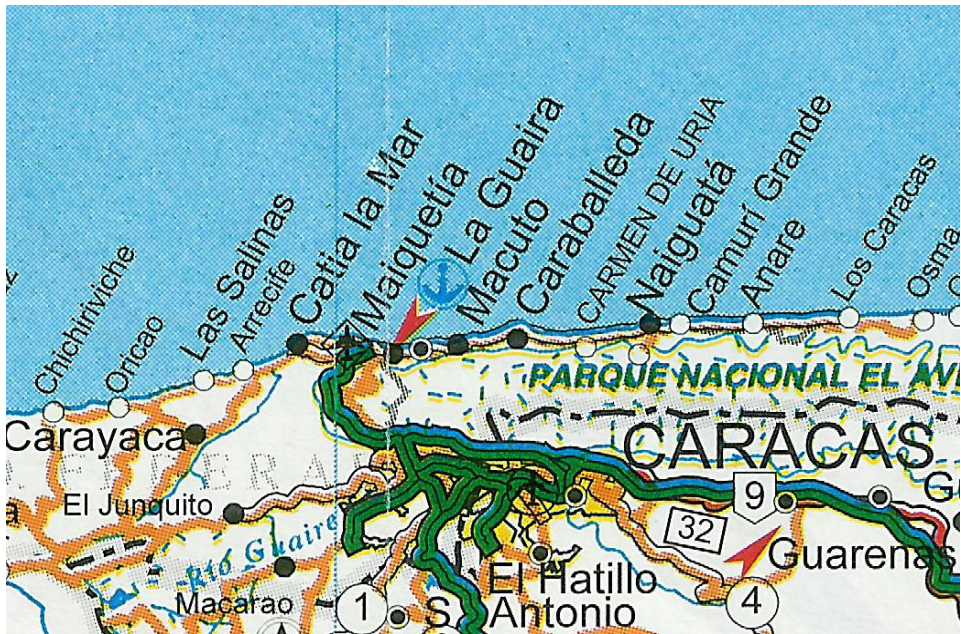 Chichiriviche
Oricao
Las Salinas
Arrecife
Catia la Mar
Maiquetía
La Guaira
Macuto
Caraballeda
CARMEN DE URIA
Naiguatá
Camurí Grande
Anare
Los Caracas
Osma
PARQUE NACIONAL EL AVI
Carayaca
CARACAS
El Junquito
9
32
Río Guaire
Guarenas
El Hatillo
Macarao
1
S. Antonio
4